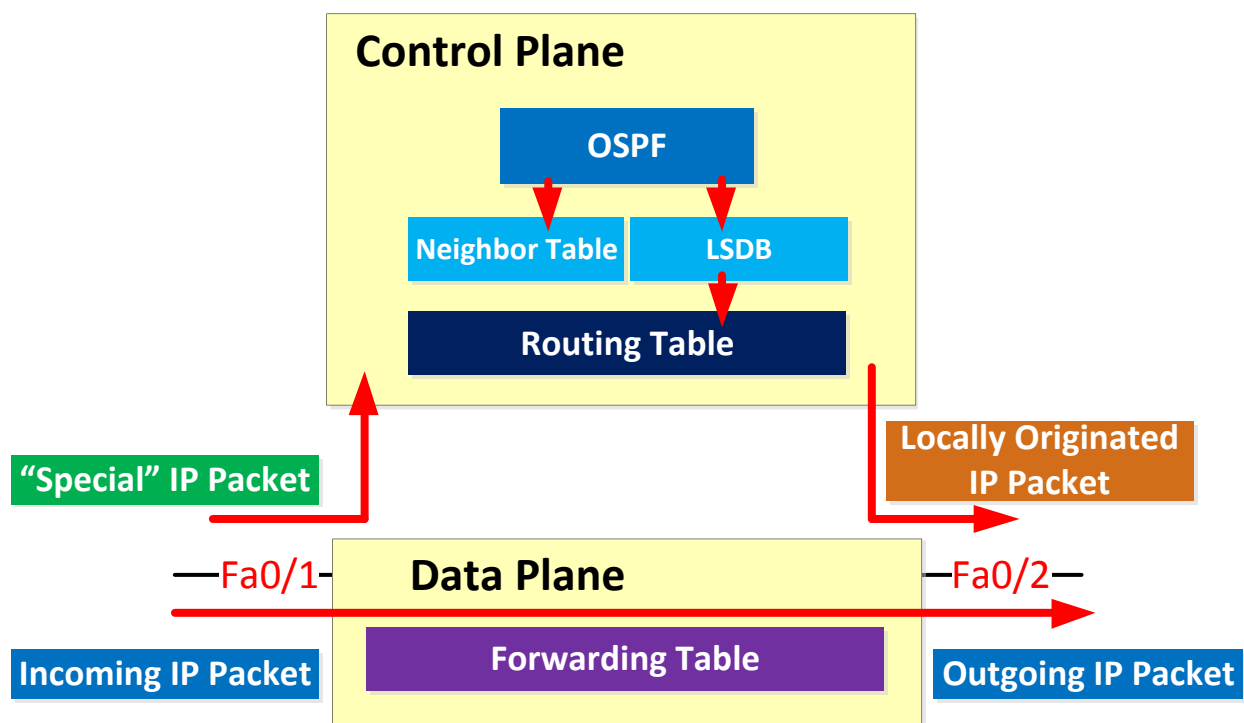 Control Plane
OSPF
Neighbor Table
LSDB
Routing Table
“Special” IP Packet
Locally Originated
IP Packet
Fa0/1
Data Plane
Fa0/2
Incoming IP Packet
Forwarding Table
Outgoing IP Packet